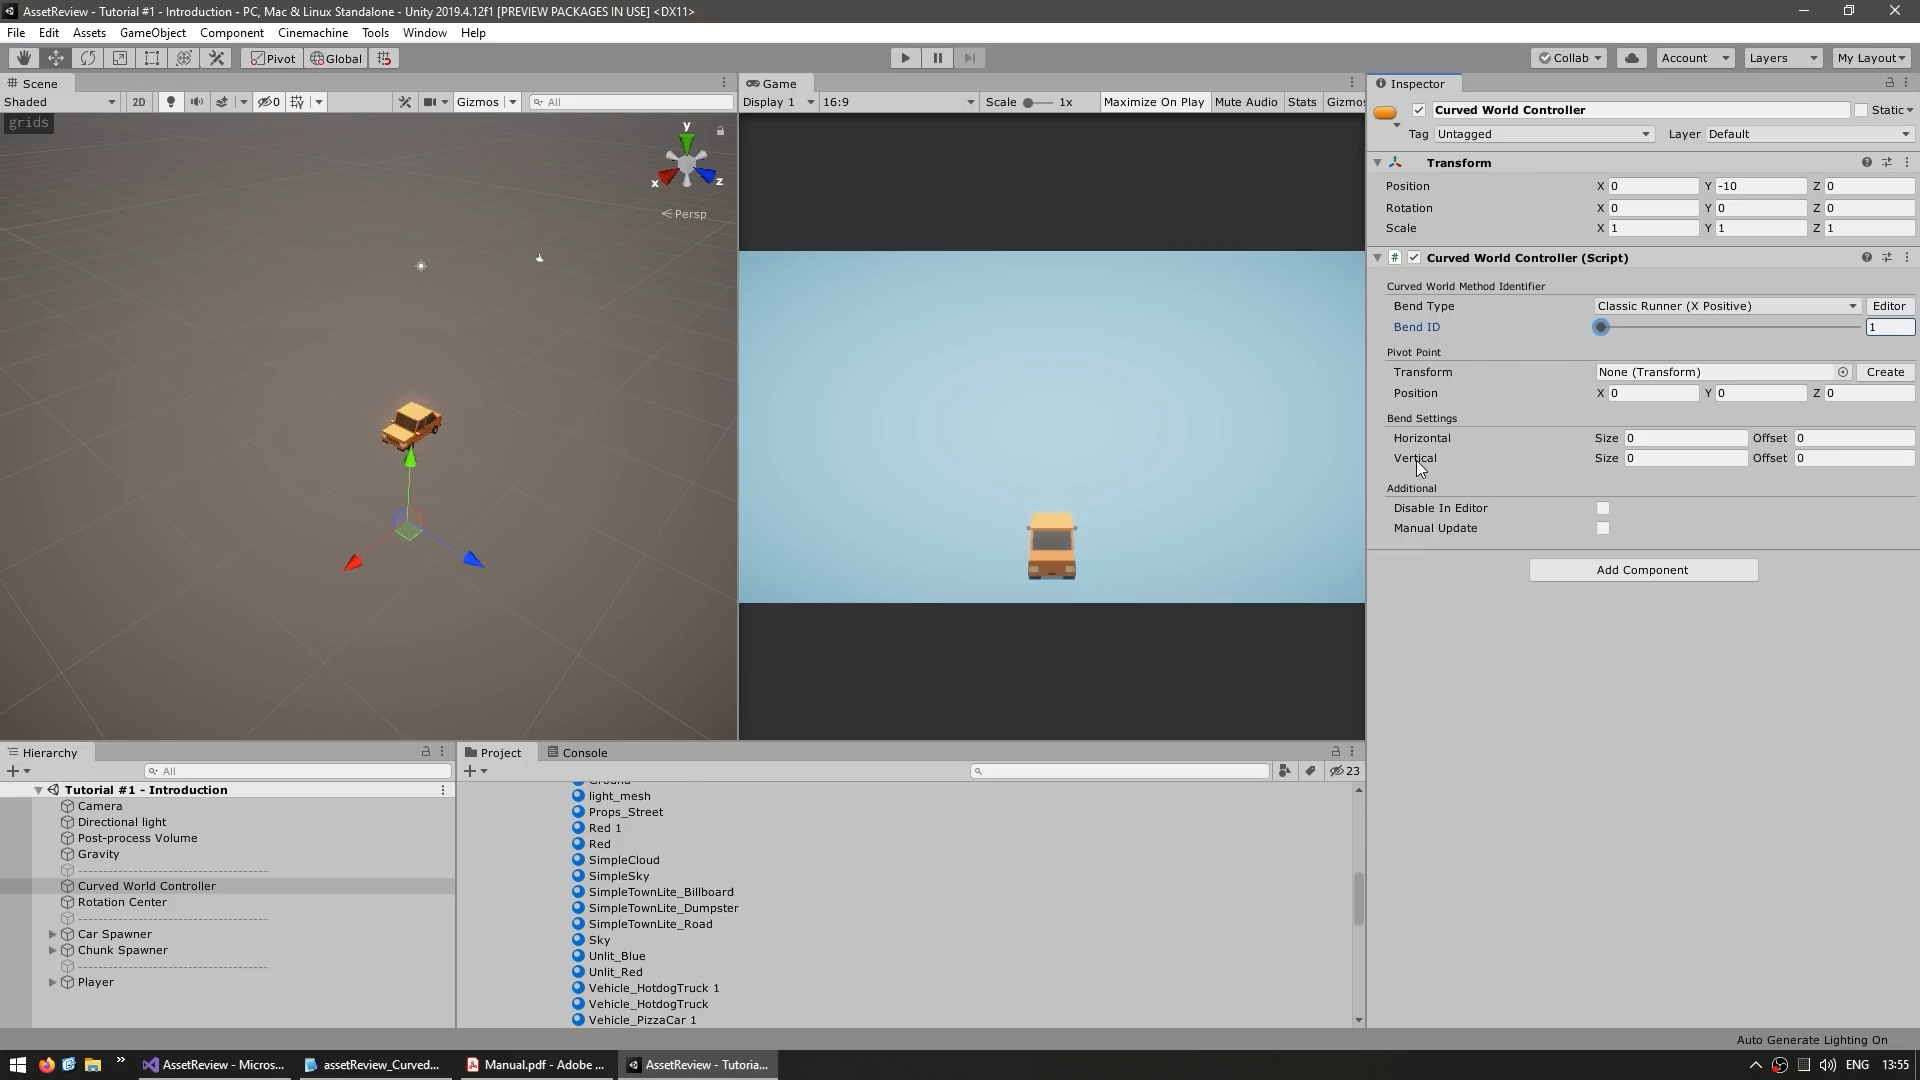 AssetReview - Tutorial #1 - Introduction - PC, Mac & Linux Standalone - Unity 2019.4.12f1 [PREVIEW PACKAGES IN USE] <DX11>
File Edit Assets GameObject Component Cinemachine Tools Window Help
Pivot Global Collab Account Layers My Layout
Scene Game Inspector
Shaded 2D 0 Gizmos All Display 1 16:9 Scale 1x Maximize On Play Mute Audio Stats Gizmos
grids
y
x z
Persp
Curved World Controller Static
Tag Untagged Layer Default
Transform
Position X 0 Y -10 Z 0
Rotation X 0 Y 0 Z 0
Scale X 1 Y 1 Z 1
# Curved World Controller (Script)
Curved World Method Identifier
Bend Type Classic Runner (X Positive) Editor
Bend ID 1
Pivot Point
Transform None (Transform) Create
Position X 0 Y 0 Z 0
Bend Settings
Horizontal Size 0 Offset 0
Vertical Size 0 Offset 0
Additional
Disable In Editor
Manual Update
Add Component
Hierarchy
All
Tutorial #1 - Introduction
Camera
Directional light
Post-process Volume
Gravity
Curved World Controller
Rotation Center
Car Spawner
Chunk Spawner
Player
Project Console
23
Ground
light_mesh
Props_Street
Red 1
Red
SimpleCloud
SimpleSky
SimpleTownLite_Billboard
SimpleTownLite_Dumpster
SimpleTownLite_Road
Sky
Unlit_Blue
Unlit_Red
Vehicle_HotdogTruck 1
Vehicle_HotdogTruck
Vehicle_PizzaCar 1
Auto Generate Lighting On
AssetReview - Micros... assetReview_Curved... Manual.pdf - Adobe ... AssetReview - Tutoria... ENG 13:55